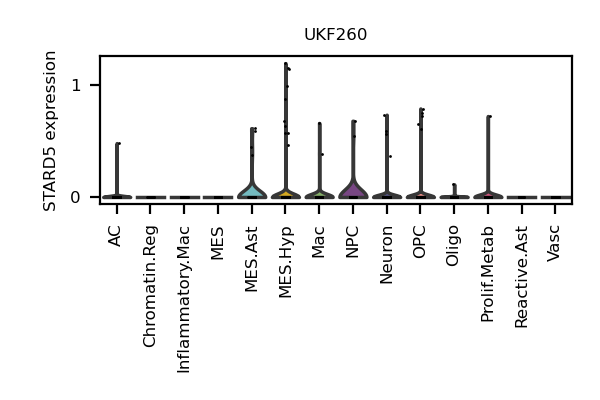 UKF260
STARD5 expression
1
0
AC
Chromatin.Reg
Inflammatory.Mac
MES
MES.Ast
MES.Hyp
Mac
NPC
Neuron
OPC
Oligo
Prolif.Metab
Reactive.Ast
Vasc